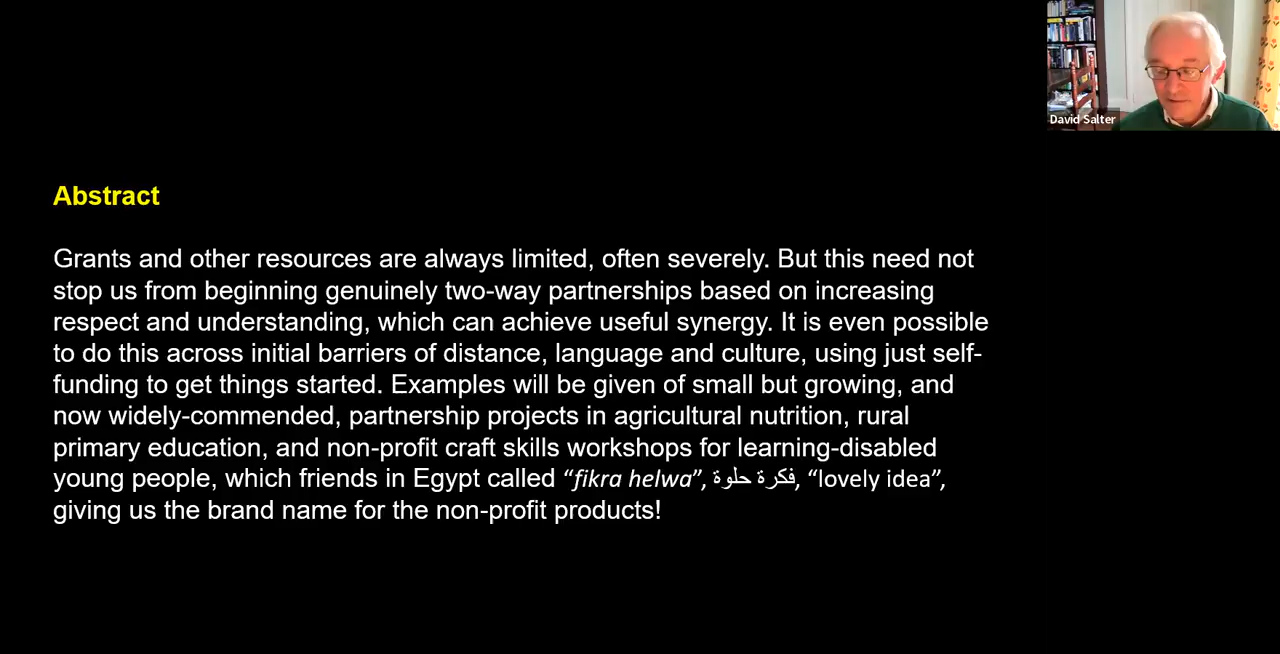 David Salter
Abstract
Grants and other resources are always limited, often severely. But this need not
stop us from beginning genuinely two-way partnerships based on increasing
respect and understanding, which can achieve useful synergy. It is even possible
to do this across initial barriers of distance, language and culture, using just self-
funding to get things started. Examples will be given of small but growing, and
now widely-commended, partnership projects in agricultural nutrition, rural
primary education, and non-profit craft skills workshops for learning-disabled
young people, which friends in Egypt called “fikra helwa”, فكرة حلوة, “lovely idea”,
giving us the brand name for the non-profit products!